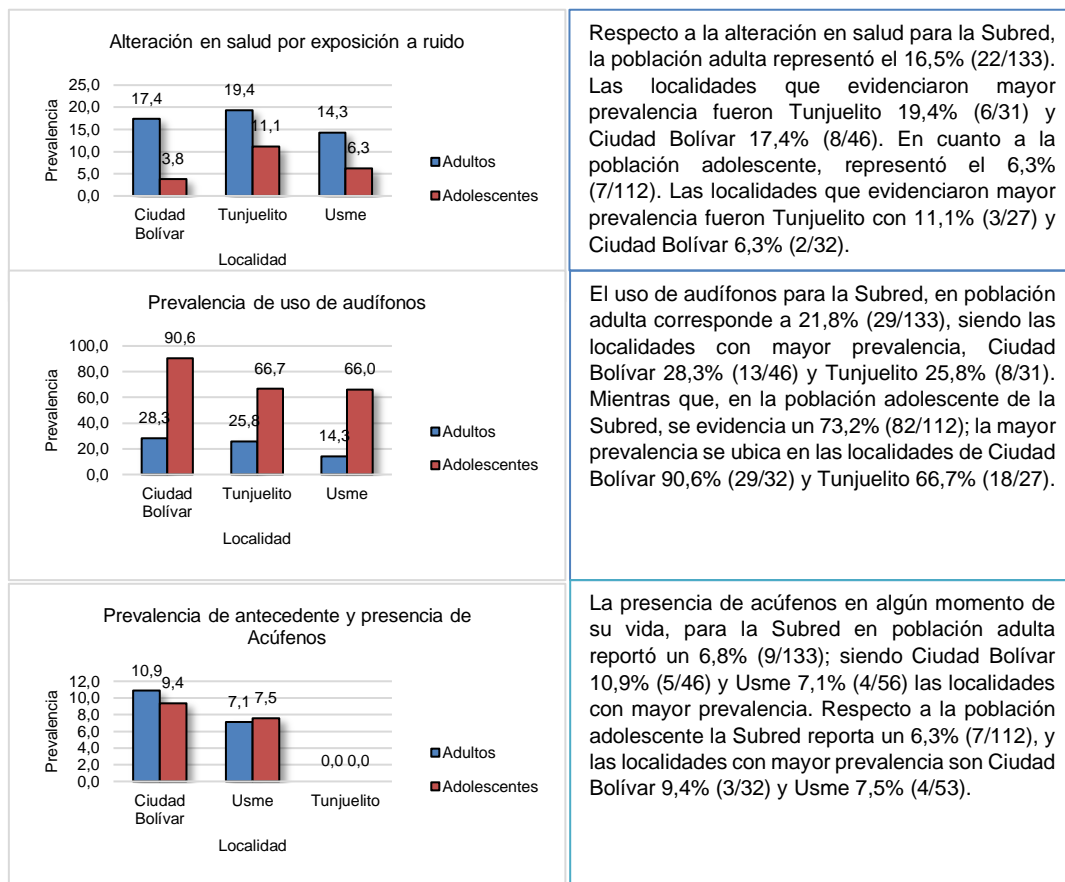 Alteración en salud por exposición a ruido
Prevalencia
25,0
20,0
15,0
10,0
5,0
0,0
17,4
3,8
19,4
11,1
14,3
6,3
Ciudad
Bolívar
Tunjuelito
Usme
Localidad
Adultos
Adolescentes
Respecto a la alteración en salud para la Subred,
la población adulta representó el 16,5% (22/133).
Las localidades que evidenciaron mayor
prevalencia fueron Tunjuelito 19,4% (6/31) y
Ciudad Bolívar 17,4% (8/46). En cuanto a la
población adolescente, representó el 6,3%
(7/112). Las localidades que evidenciaron mayor
prevalencia fueron Tunjuelito con 11,1% (3/27) y
Ciudad Bolívar 6,3% (2/32).
Prevalencia de uso de audífonos
Prevalencia
100,0
80,0
60,0
40,0
20,0
0,0
28,3
90,6
25,8
66,7
14,3
66,0
Ciudad
Bolívar
Tunjuelito
Usme
Localidad
Adultos
Adolescentes
El uso de audífonos para la Subred, en población
adulta corresponde a 21,8% (29/133), siendo las
localidades con mayor prevalencia, Ciudad
Bolívar 28,3% (13/46) y Tunjuelito 25,8% (8/31).
Mientras que, en la población adolescente de la
Subred, se evidencia un 73,2% (82/112); la mayor
prevalencia se ubica en las localidades de Ciudad
Bolívar 90,6% (29/32) y Tunjuelito 66,7% (18/27).
Prevalencia de antecedente y presencia de
Acúfenos
Prevalencia
12,0
10,0
8,0
6,0
4,0
2,0
0,0
10,9
9,4
7,1
7,5
0,0 0,0
Ciudad
Bolívar
Usme
Tunjuelito
Localidad
Adultos
Adolescentes
La presencia de acúfenos en algún momento de
su vida, para la Subred en población adulta
reportó un 6,8% (9/133); siendo Ciudad Bolívar
10,9% (5/46) y Usme 7,1% (4/56) las localidades
con mayor prevalencia. Respecto a la población
adolescente la Subred reporta un 6,3% (7/112), y
las localidades con mayor prevalencia son Ciudad
Bolívar 9,4% (3/32) y Usme 7,5% (4/53).